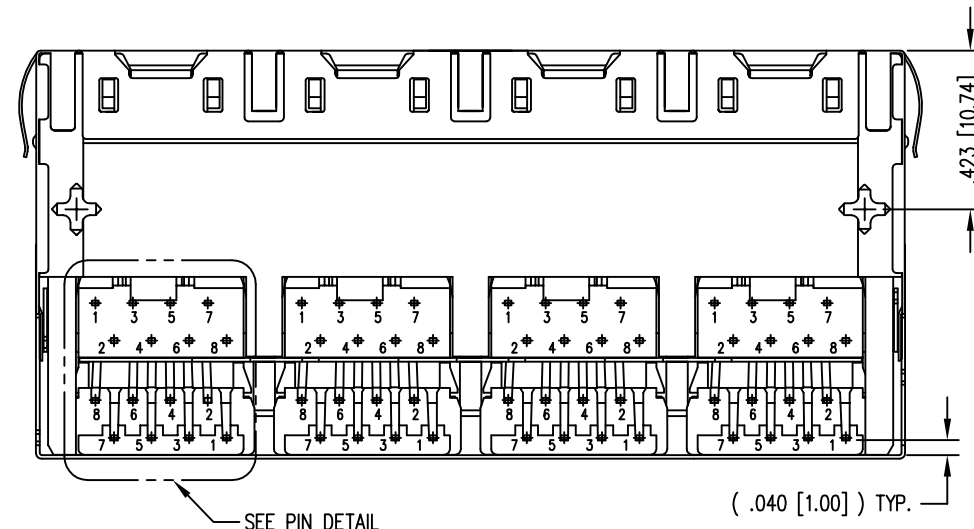 .423 [10.74]
1 3 5 7 1 3 5 7 1 3 5 7 1 3 5 7
2 4 6 8 2 4 6 8 2 4 6 8 2 4 6 8
8 6 4 2 8 6 4 2 8 6 4 2 8 6 4 2
7 5 3 1 7 5 3 1 7 5 3 1 7 5 3 1
( .040 [1.00] ) TYP.
SEE PIN DETAIL